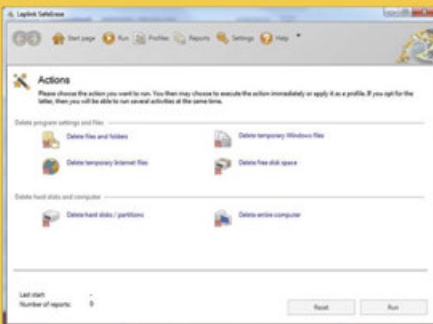 Laplink SafeErase
Start page Run Profiles Reports Settings Help
Actions
Please choose the action you want to run. You then may choose to execute the action immediately or apply it as a profile. If you opt for the
latter, then you will be able to run several activities at the same time.
Delete program settings and files
Delete files and folders Delete temporary Windows files
Delete temporary Internet files Delete free disk space
Delete hard disks and computer
Delete hard disks / partitions Delete entire computer
Last start: -
Number of reports: 0
Reset Run